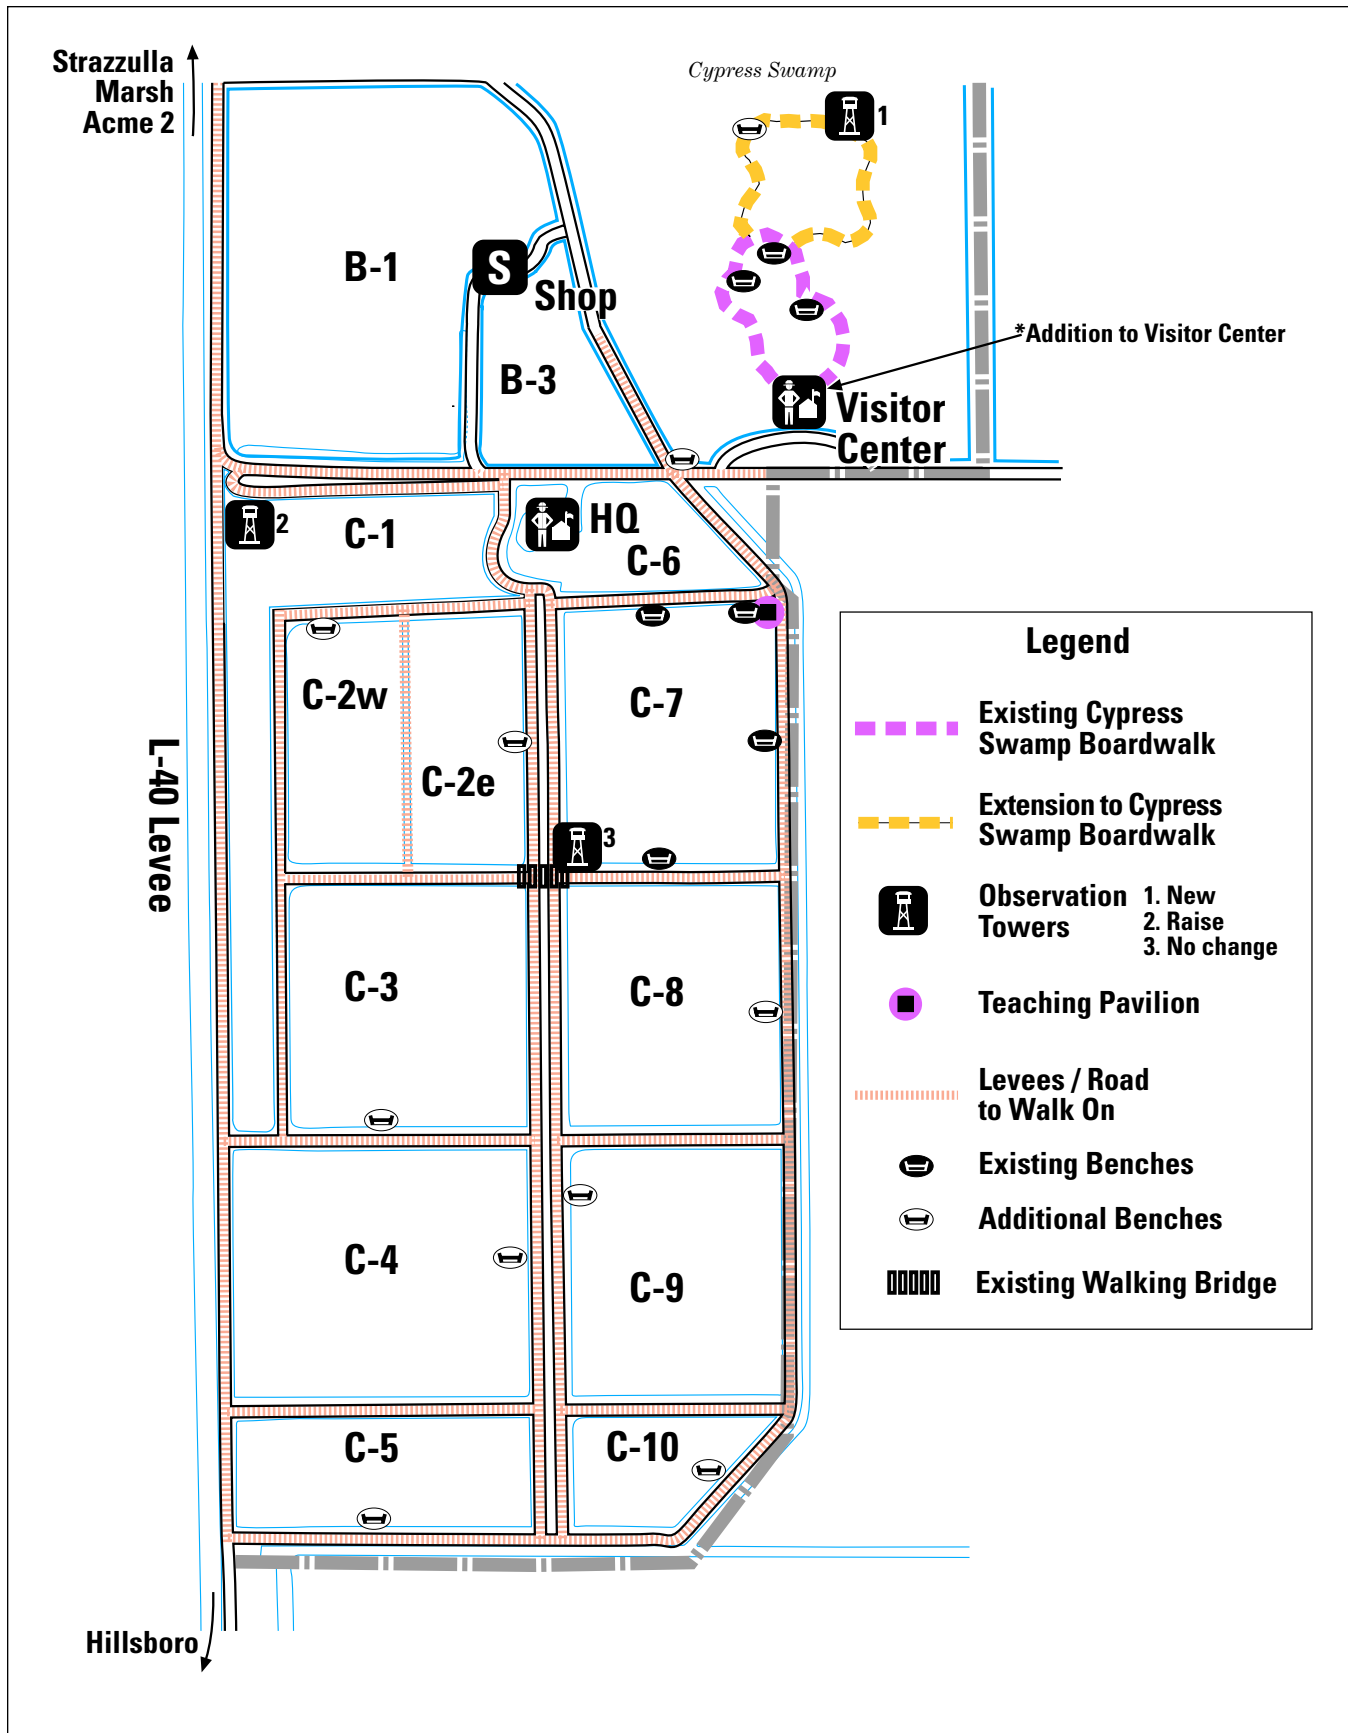 Strazzulla
Marsh
Acme 2
Cypress Swamp
1
B-1
S
Shop
*Addition to Visitor Center
B-3
Visitor
Center
2
C-1
HQ
C-6
Legend
C-2w
C-7
Existing Cypress
Swamp Boardwalk
L-40 Levee
C-2e
Extension to Cypress
Swamp Boardwalk
3
Observation
Towers
1. New
2. Raise
3. No change
C-3
C-8
Teaching Pavilion
Levees / Road
to Walk On
Existing Benches
Additional Benches
C-4
C-9
Existing Walking Bridge
C-5
C-10
Hillsboro